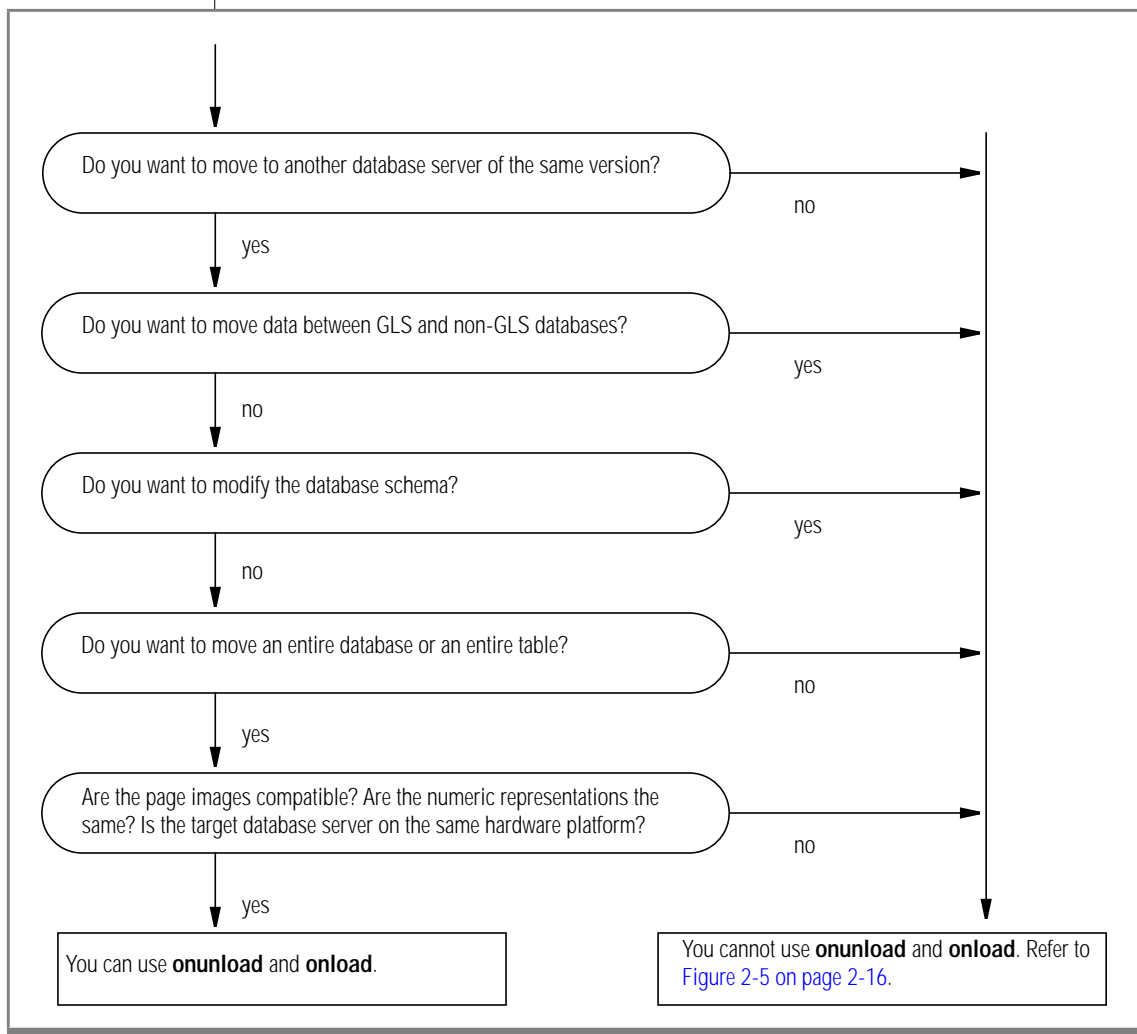 Do you want to move to another database server of the same version?
no
yes
Do you want to move data between GLS and non-GLS databases?
yes
no
Do you want to modify the database schema?
yes
no
Do you want to move an entire database or an entire table?
no
yes
Are the page images compatible? Are the numeric representations the
same? Is the target database server on the same hardware platform?
no
yes
You can use onunload and onload.
You cannot use onunload and onload. Refer to
Figure 2-5 on page 2-16.